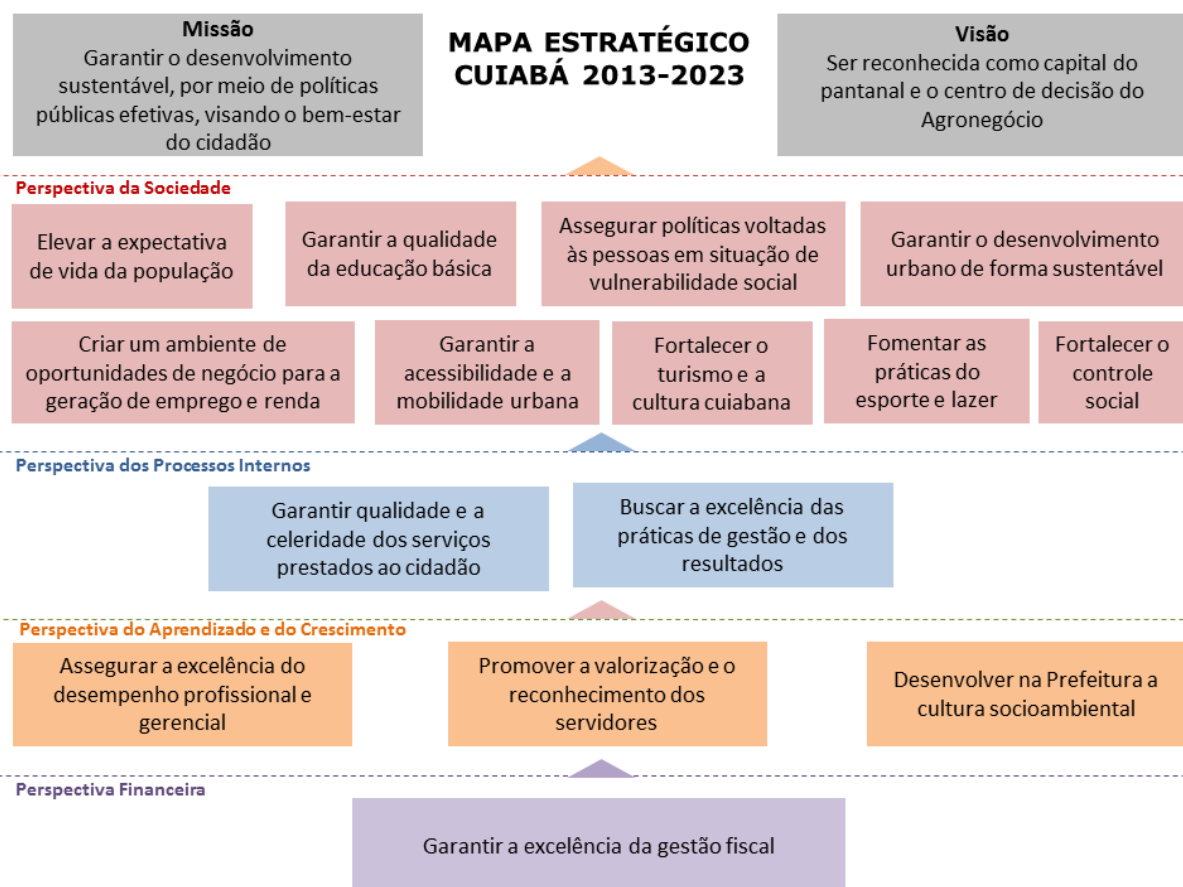 Missão
Garantir o desenvolvimento
sustentável, por meio de políticas
públicas efetivas, visando o bem-estar
do cidadão
MAPA ESTRATÉGICO
CUIABÁ 2013-2023
Visão
Ser reconhecida como capital do
pantanal e o centro de decisão do
Agronegócio
Perspectiva da Sociedade
Elevar a expectativa
de vida da população
Garantir a qualidade
da educação básica
Assegurar políticas voltadas
às pessoas em situação de
vulnerabilidade social
Garantir o desenvolvimento
urbano de forma sustentável
Criar um ambiente de
oportunidades de negócio para a
geração de emprego e renda
Garantir a
acessibilidade e a
mobilidade urbana
Fortalecer o
turismo e a
cultura cuiabana
Fomentar as
práticas do
esporte e lazer
Fortalecer o
controle
social
Perspectiva dos Processos Internos
Garantir qualidade e a
celeridade dos serviços
prestados ao cidadão
Buscar a excelência das
práticas de gestão e dos
resultados
Perspectiva do Aprendizado e do Crescimento
Assegurar a excelência do
desempenho profissional e
gerencial
Promover a valorização e o
reconhecimento dos
servidores
Desenvolver na Prefeitura a
cultura socioambiental
Perspectiva Financeira
Garantir a excelência da gestão fiscal